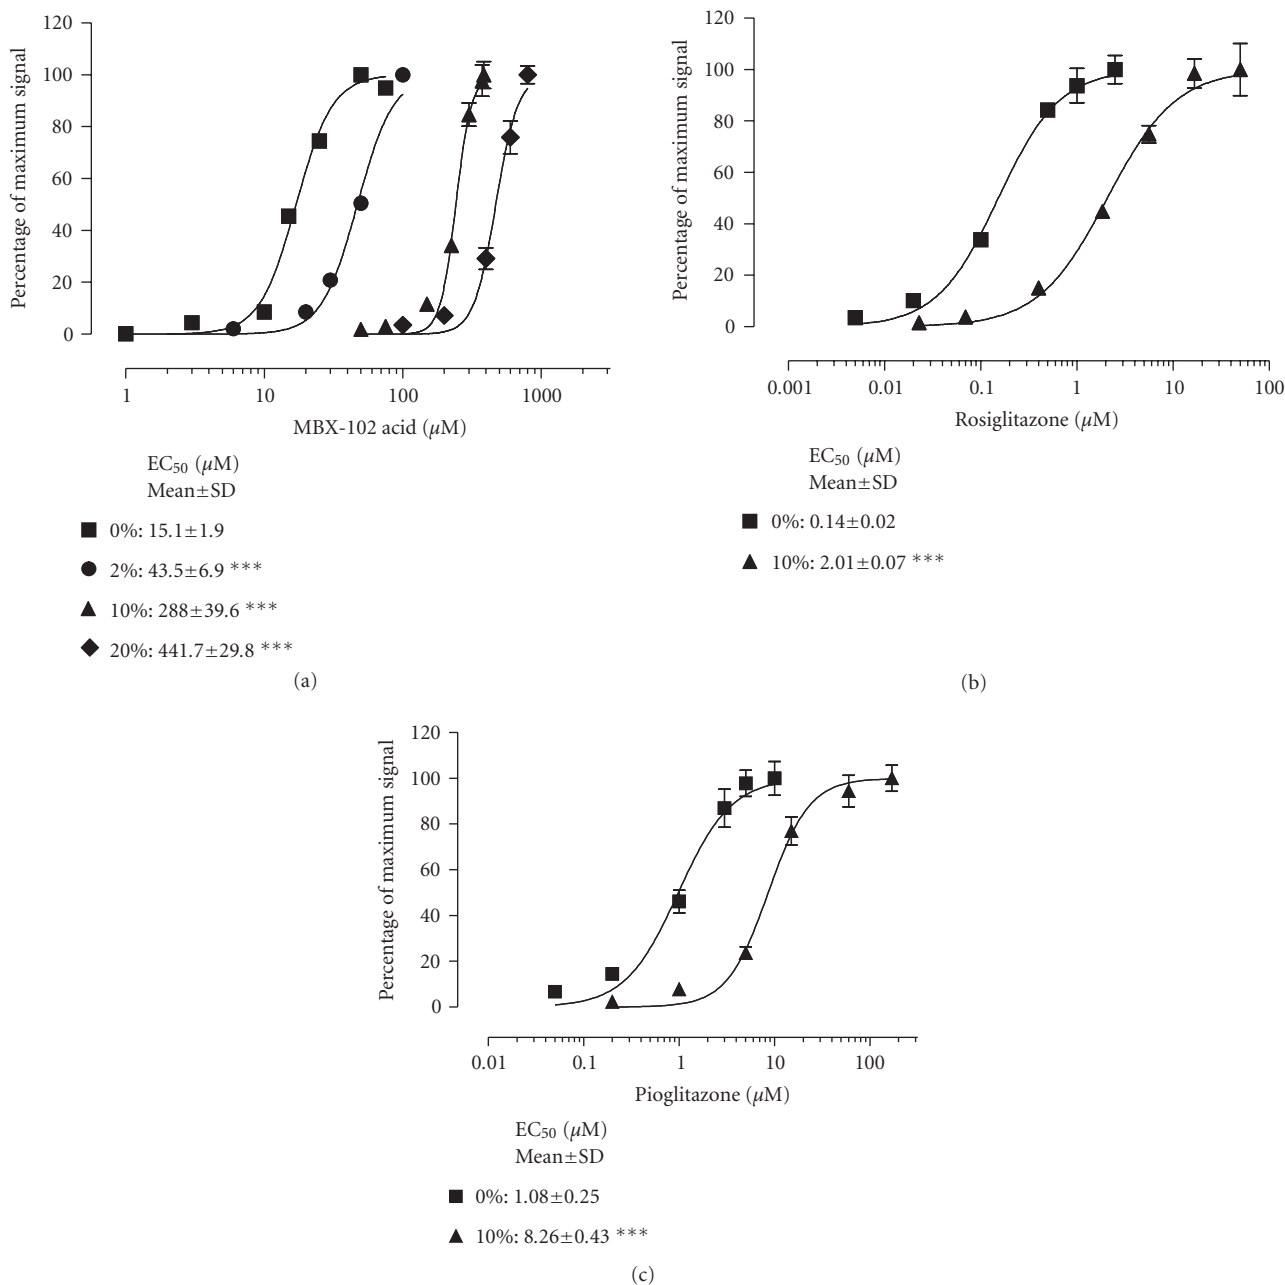 120
100
80
60
40
20
0
Percentage of maximum signal
1 10 100 1000
MBX-102 acid (μM)
EC50 (μM)
Mean±SD
0%: 15.1±1.9
2%: 43.5±6.9 ***
10%: 288±39.6 ***
20%: 441.7±29.8 ***
(a)
120
100
80
60
40
20
0
Percentage of maximum signal
0.001 0.01 0.1 1 10 100
Rosiglitazone (μM)
EC50 (μM)
Mean±SD
0%: 0.14±0.02
10%: 2.01±0.07 ***
(b)
120
100
80
60
40
20
0
Percentage of maximum signal
0.01 0.1 1 10 100
Pioglitazone (μM)
EC50 (μM)
Mean±SD
0%: 1.08±0.25
10%: 8.26±0.43 ***
(c)